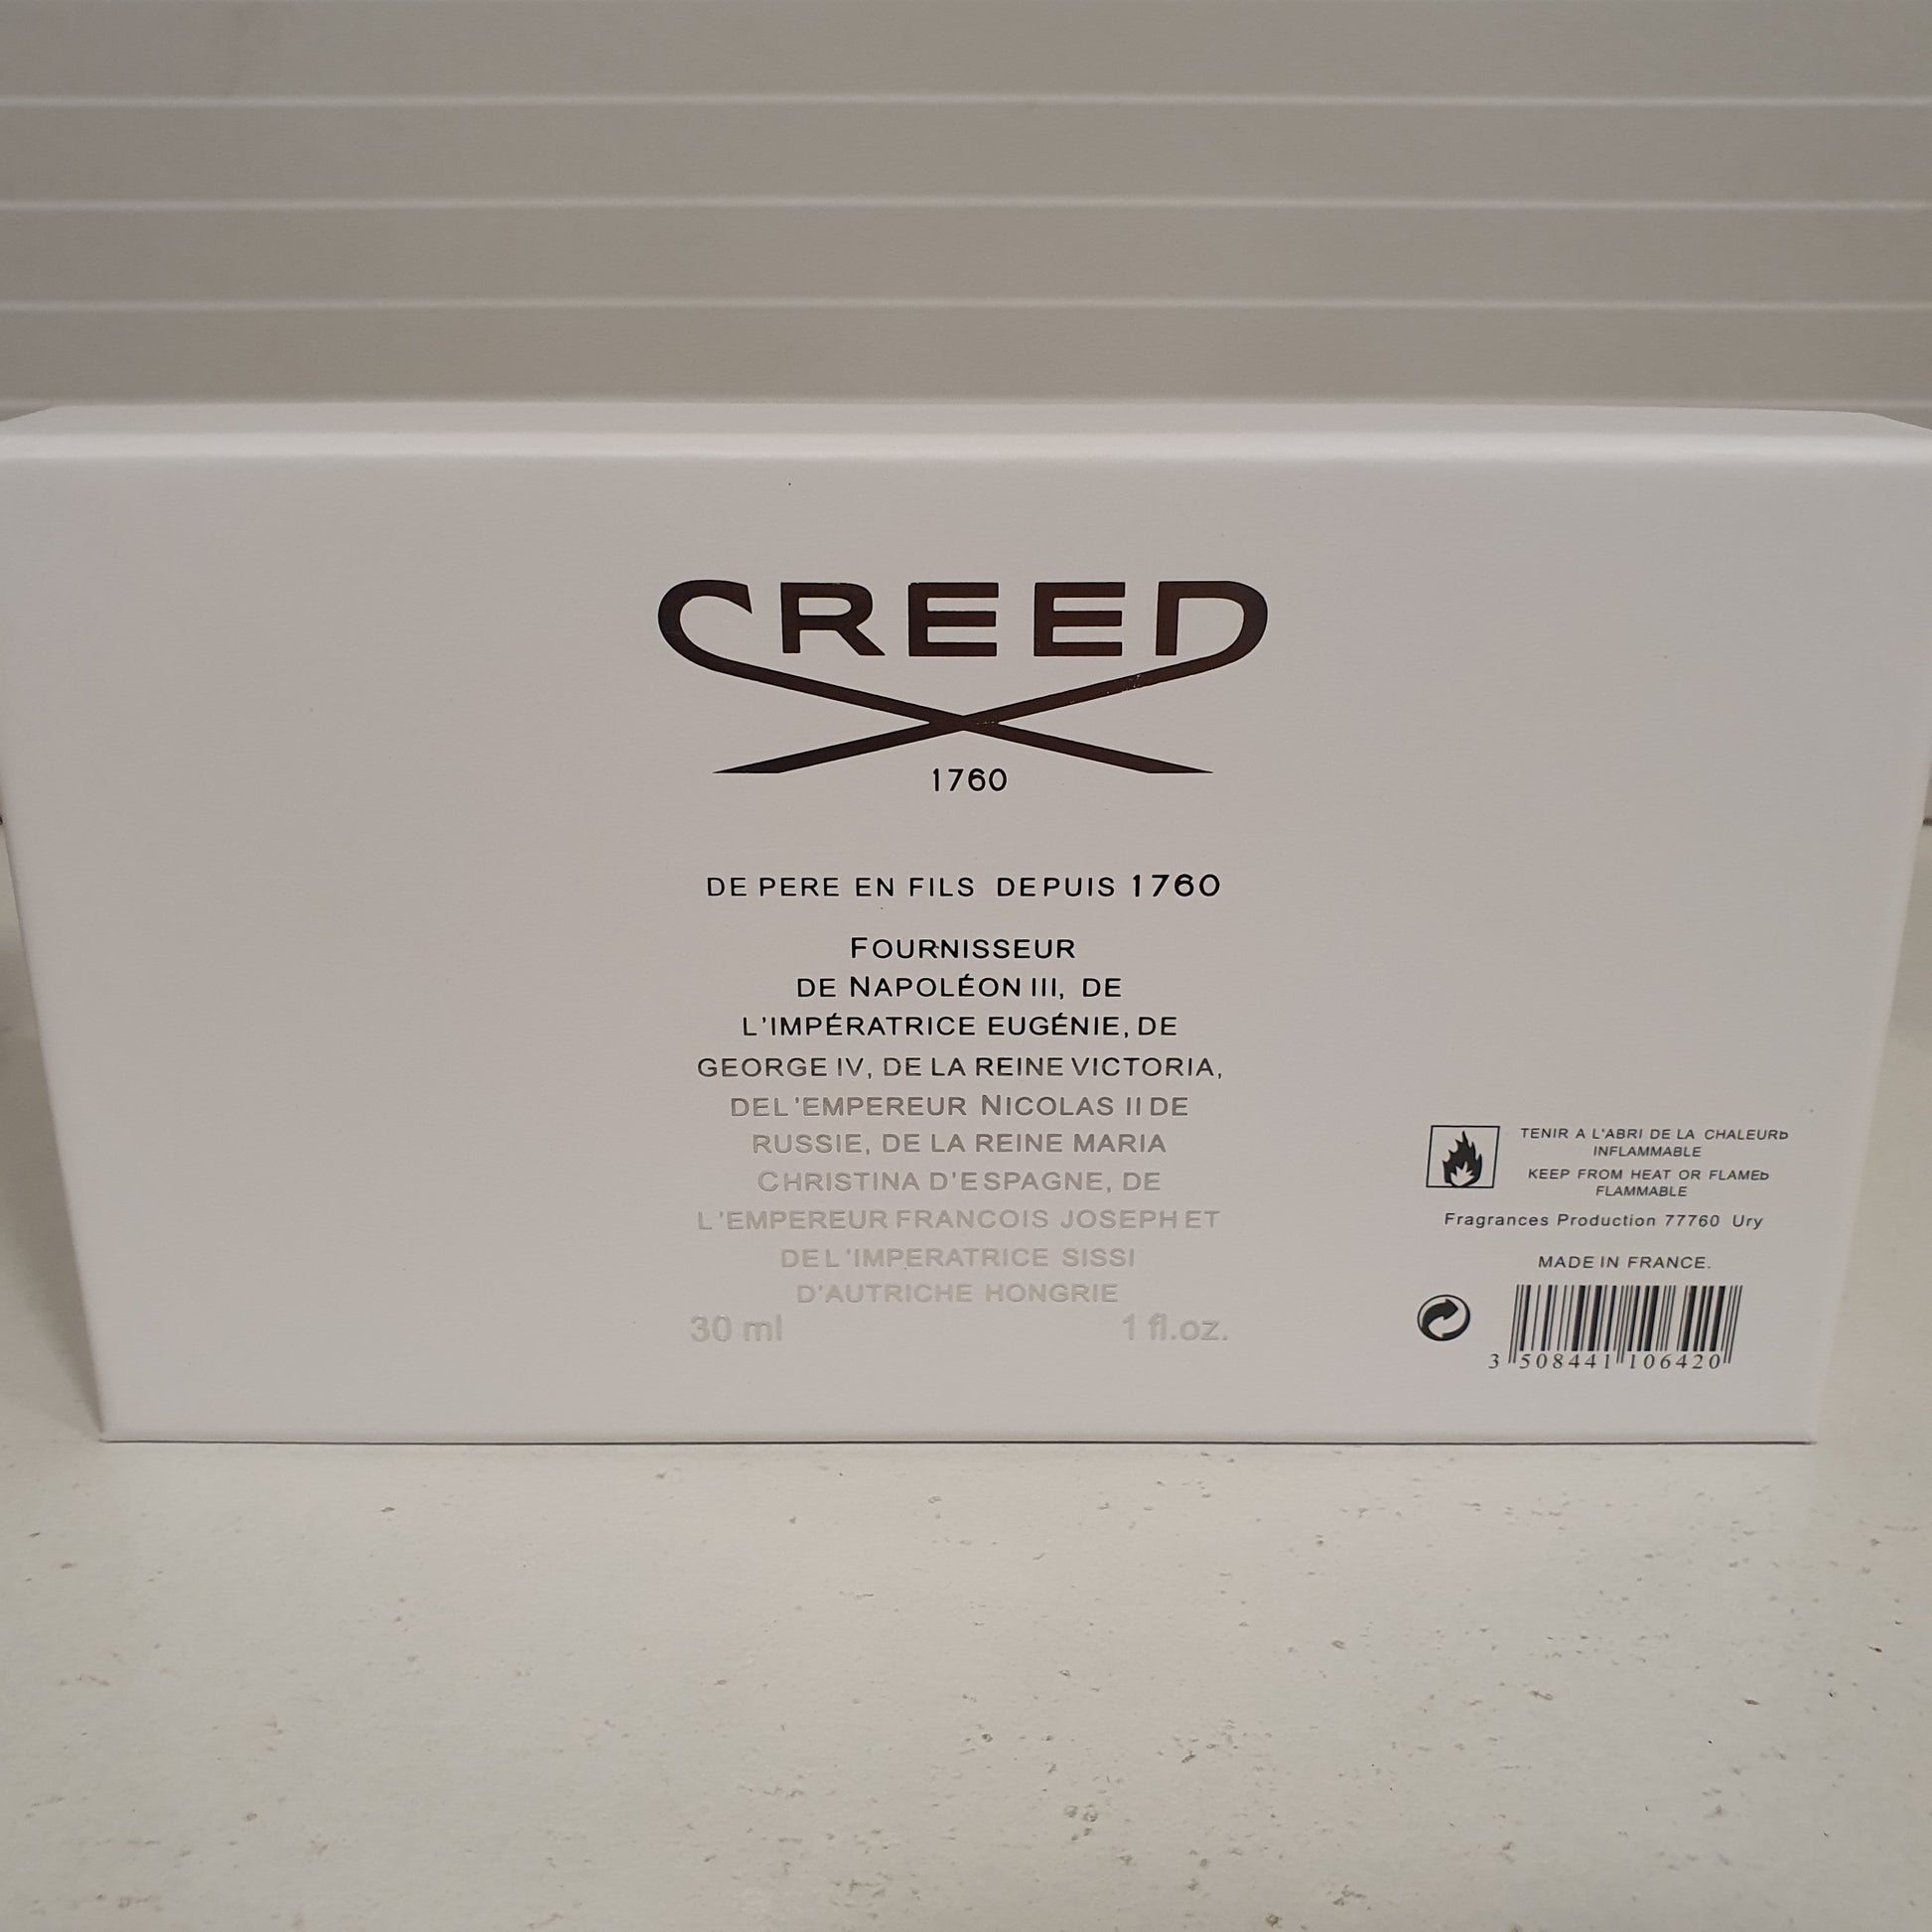 CREED
1760
DE PERE EN FILS DEPUIS 1760
FOURNISSEUR
DE NAPOLÉON III, DE
L'IMPÉRATRICE EUGÉNIE, DE
GEORGE IV, DE LA REINE VICTORIA,
DEL'EMPEREUR NICOLAS II DE
RUSSIE, DE LA REINE MARIA
CHRISTINA D'ESPAGNE, DE
L'EMPEREUR FRANCOIS JOSEPH ET
DEL'IMPERATRICE SISSI
D'AUTRICHE HONGRIE
30 ml 1 fl.oz.
TENIR A L'ABRI DE LA CHALEURЬ
INFLAMMABLE
KEEP FROM HEAT OR FLAMEЬ
FLAMMABLE
Fragrances Production 77760 Ury
MADE IN FRANCE.
3 508441 106420